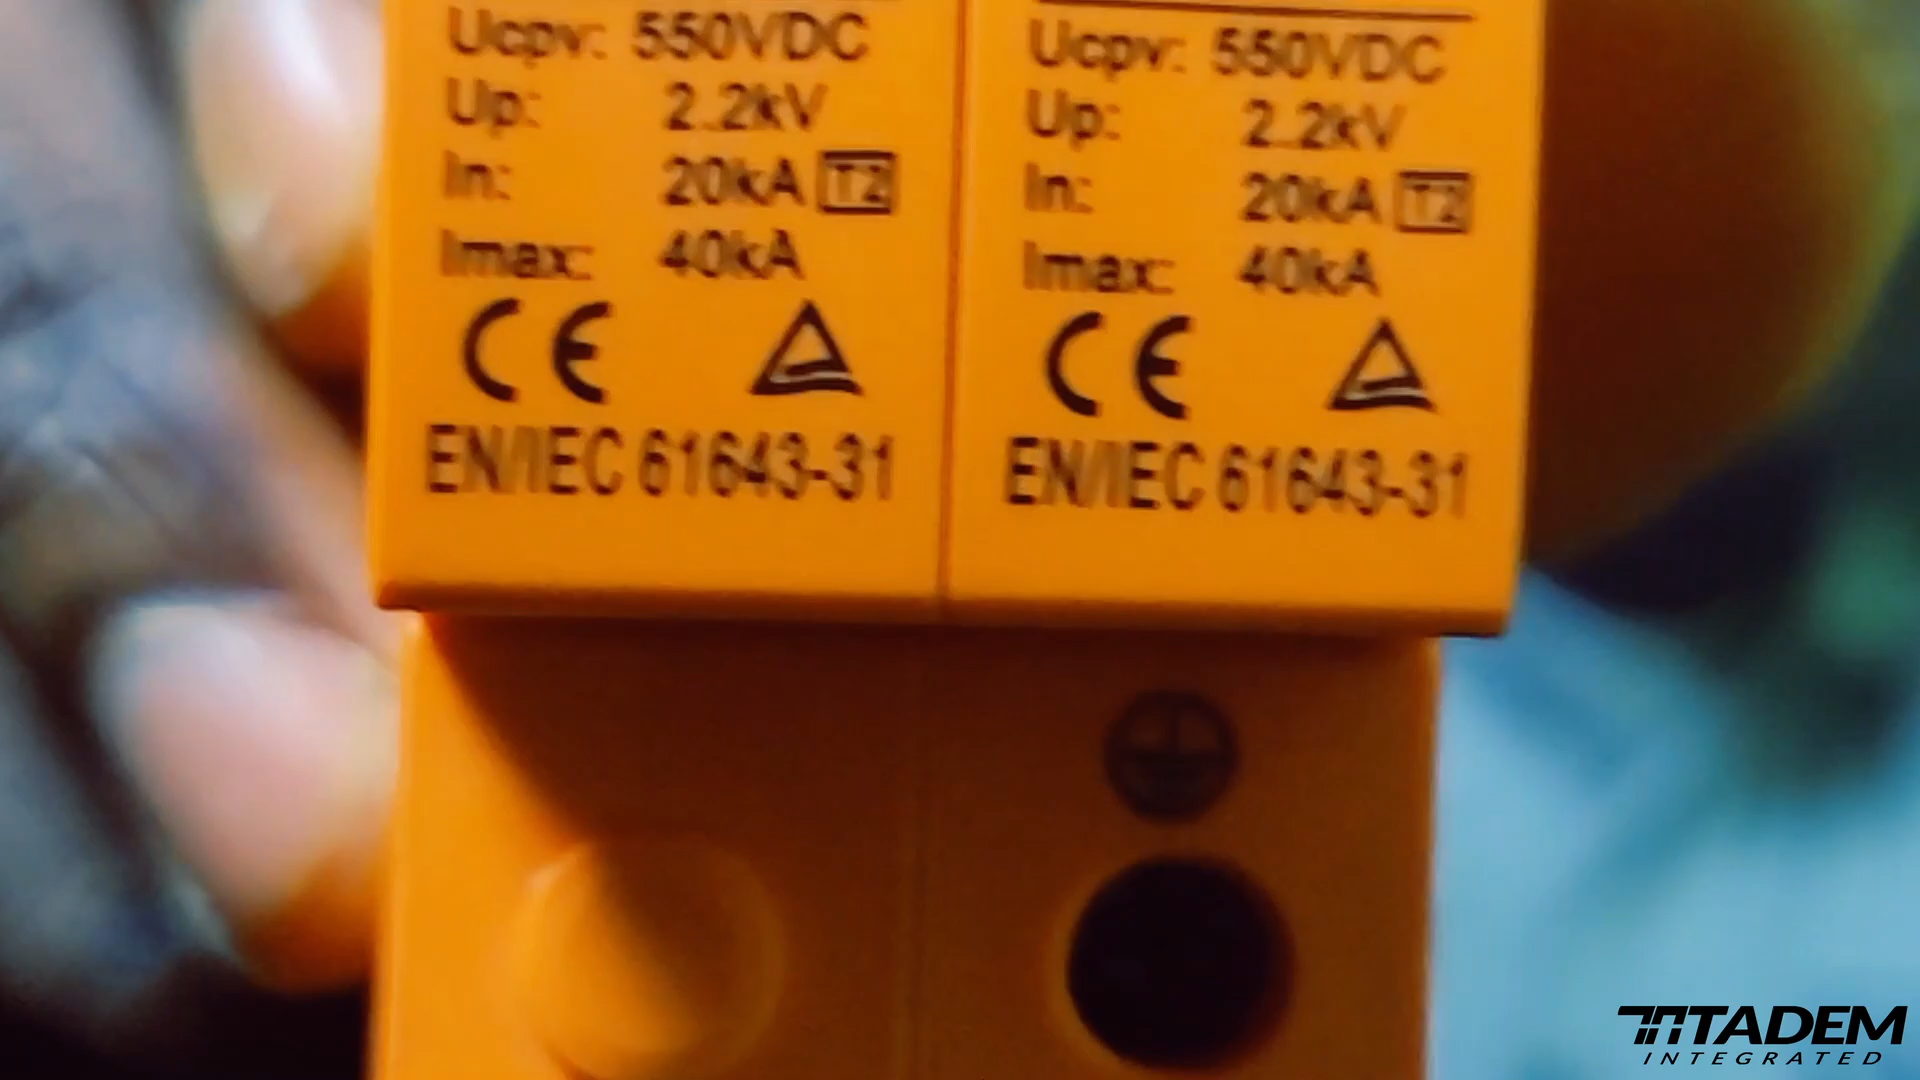 Ucpv: 550VDC
Up: 2.2kV
In: 20kA T2
Imax: 40kA
CE
EN/IEC 61643-31
Ucpv: 550VDC
Up: 2.2kV
In: 20kA T2
Imax: 40kA
CE
EN/IEC 61643-31
TADEM
INTEGRATED